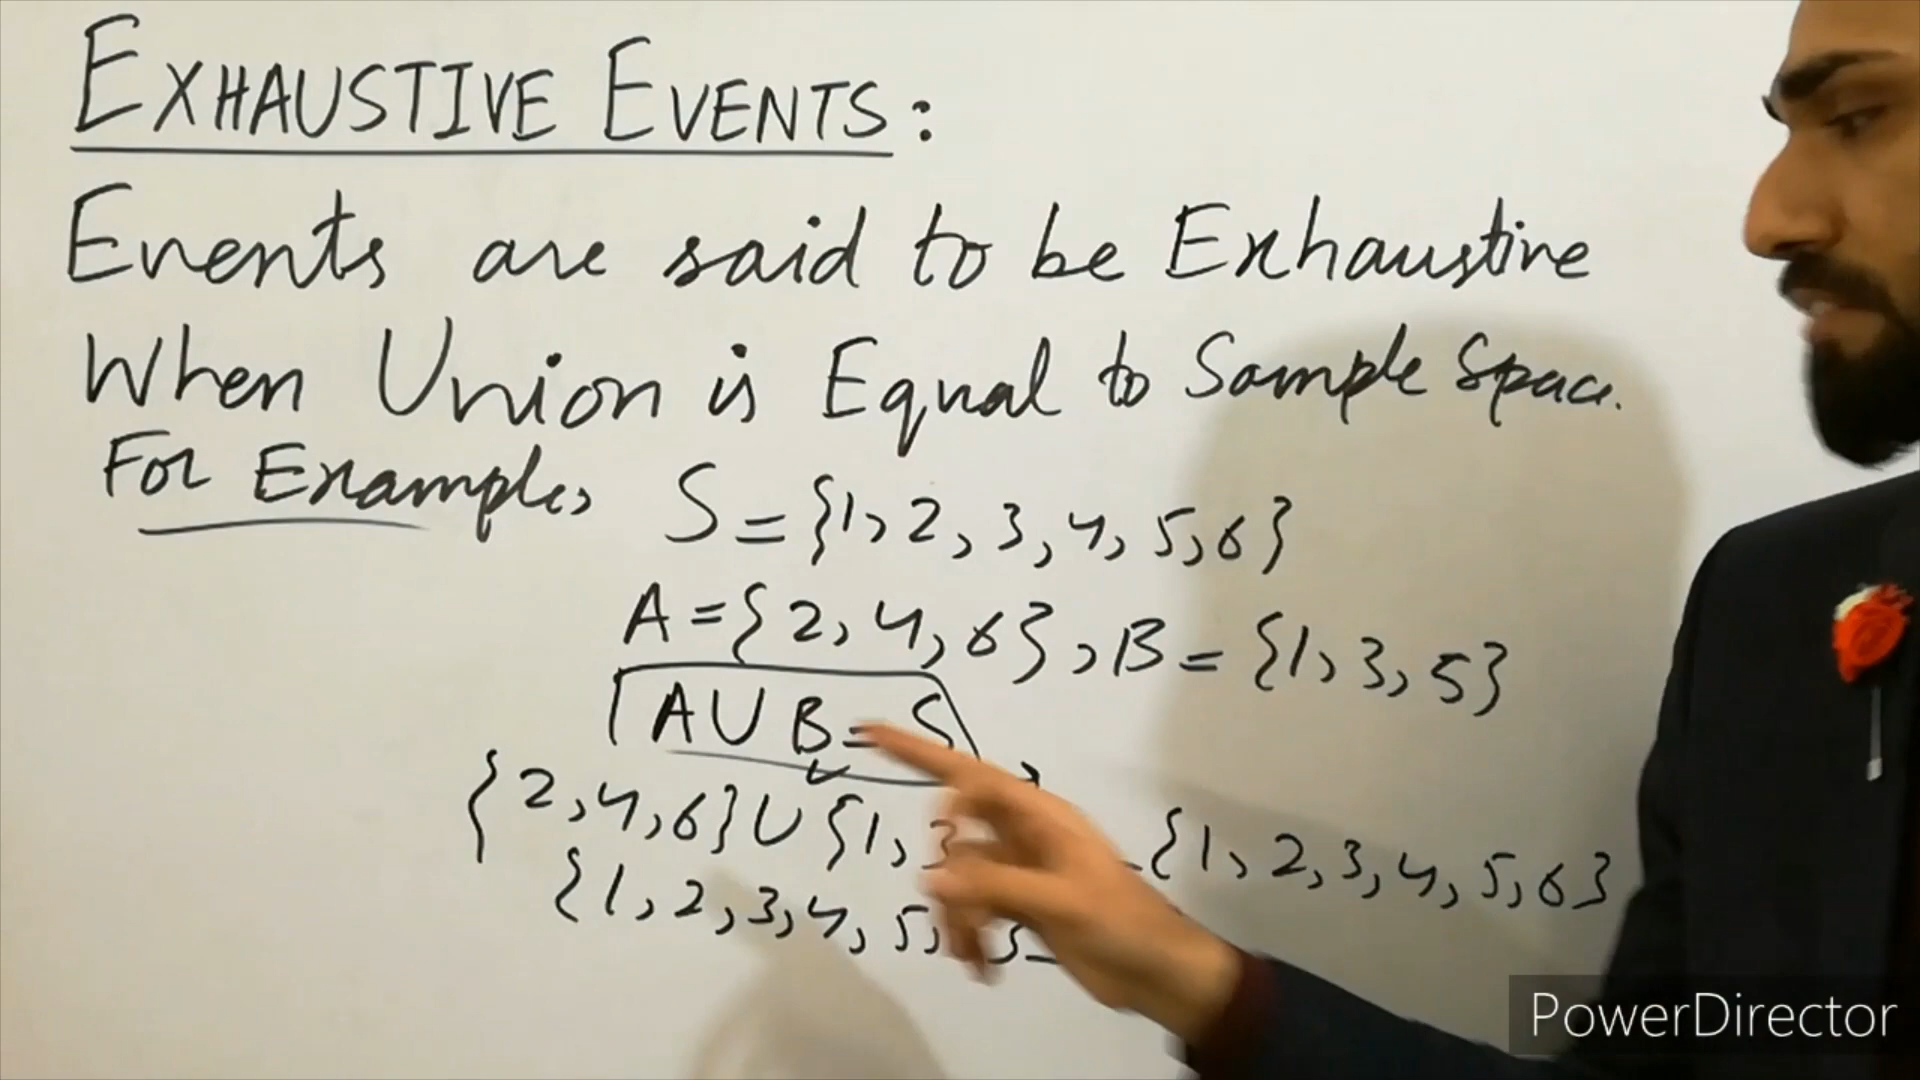 EXHAUSTIVE EVENTS:
Events are said to be Exhaustive
When Union is Equal to Sample Space.
For Example,
S = {1, 2, 3, 4, 5, 6}
A = {2, 4, 6}, B = {1, 3, 5}
A U B = S
{2, 4, 6} U {1, 3 = {1, 2, 3, 4, 5, 6}
{1, 2, 3, 4, 5,
PowerDirector